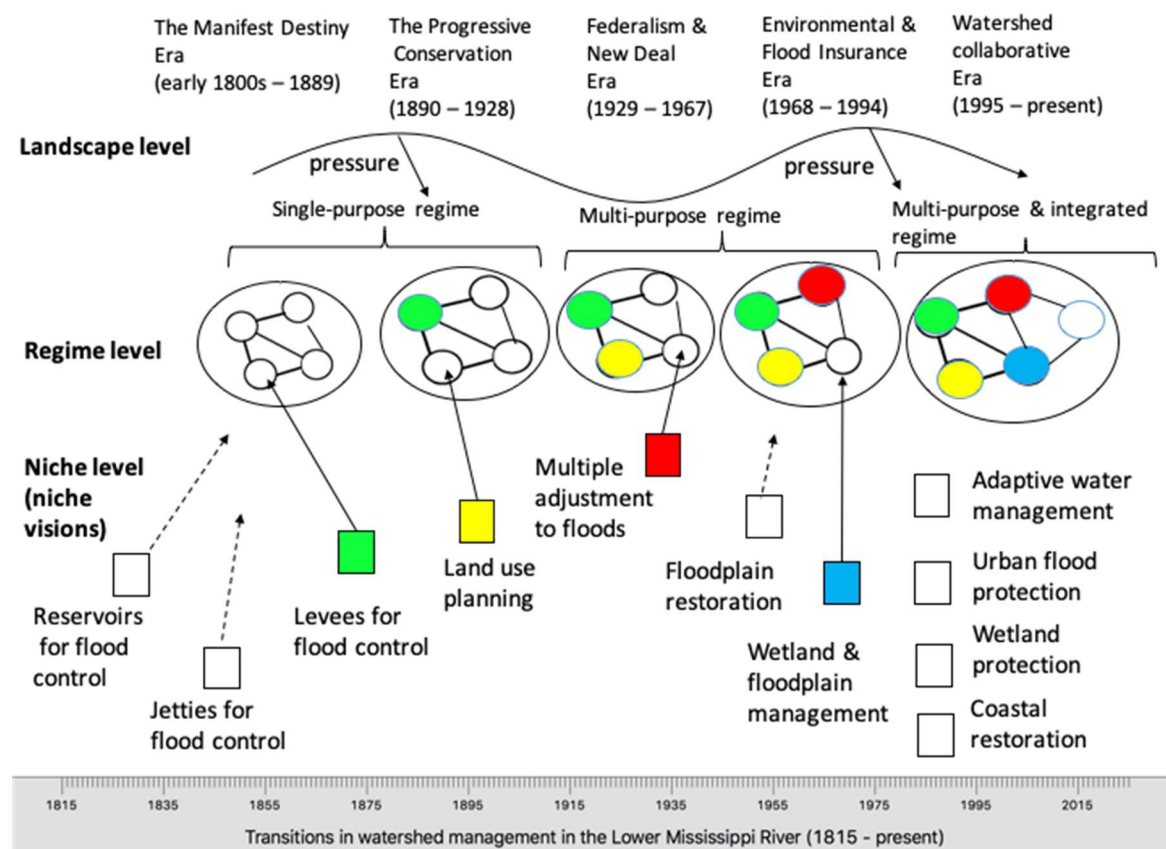 The Manifest Destiny
Era
(early 1800s – 1889)
The Progressive
Conservation
Era
(1890 – 1928)
Federalism &
New Deal
Era
(1929 – 1967)
Environmental &
Flood Insurance
Era
(1968 – 1994)
Watershed
collaborative
Era
(1995 – present)
Landscape level
pressure
pressure
Single-purpose regime
Multi-purpose regime
Multi-purpose & integrated
regime
Regime level
Niche level
(niche
visions)
Reservoirs
for flood
control
Jetties for
flood control
Levees for
flood control
Land use
planning
Multiple
adjustment
to floods
Floodplain
restoration
Wetland &
floodplain
management
Adaptive water
management
Urban flood
protection
Wetland
protection
Coastal
restoration
1815 1835 1855 1875 1895 1915 1935 1955 1975 1995 2015
Transitions in watershed management in the Lower Mississippi River (1815 - present)